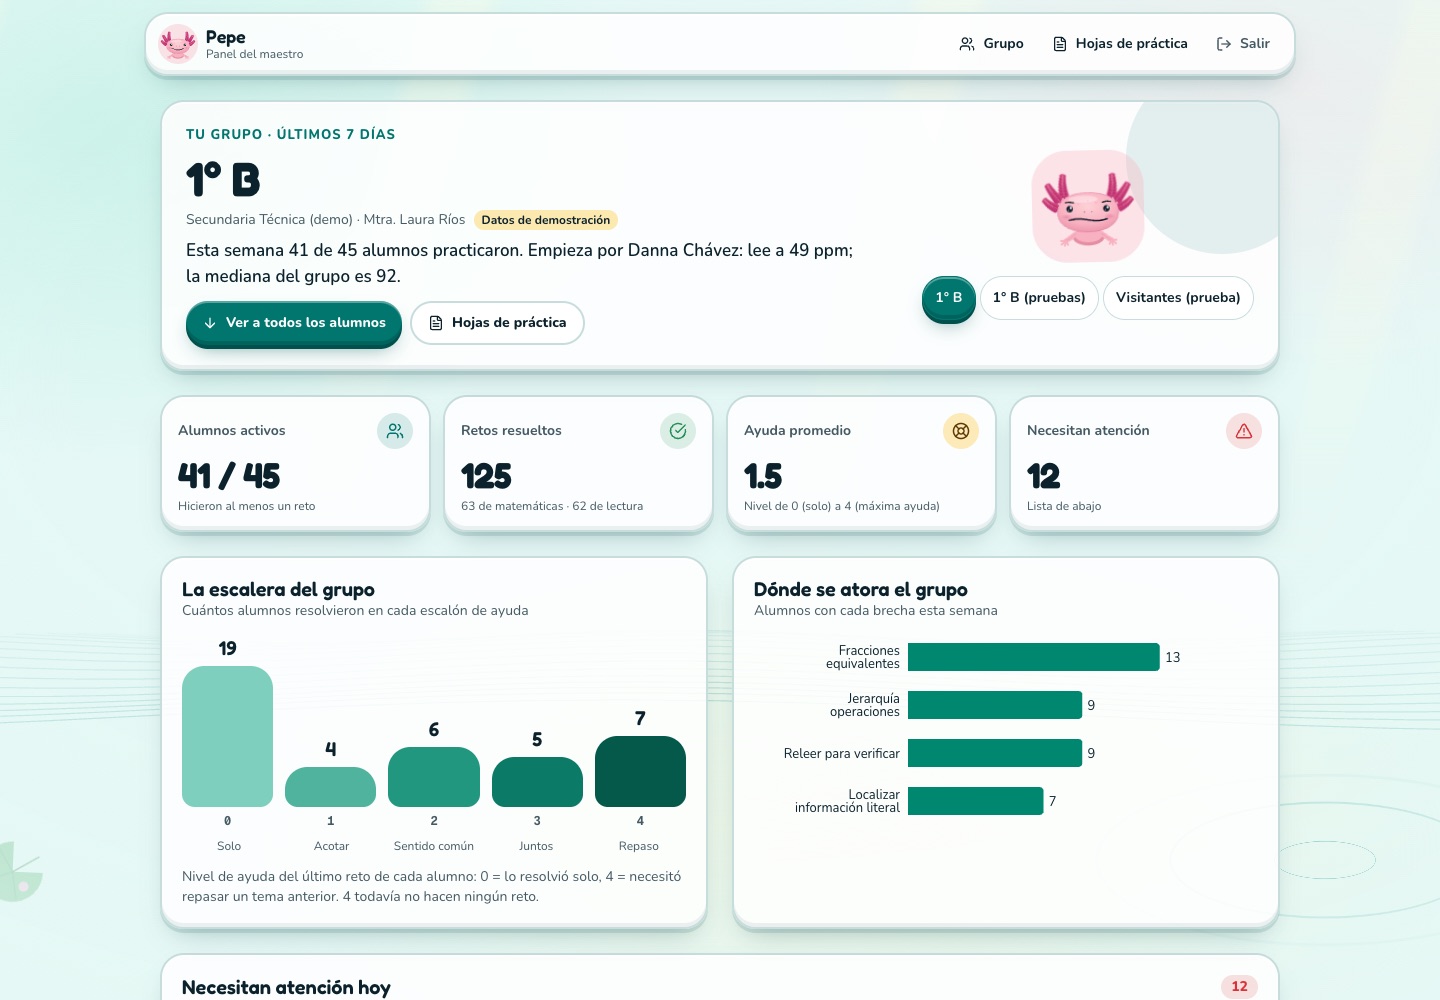 Pepe
Panel del maestro
Grupo
Hojas de práctica
Salir
TU GRUPO · ÚLTIMOS 7 DÍAS
1° B
Secundaria Técnica (demo) · Mtra. Laura Ríos
Datos de demostración
Esta semana 41 de 45 alumnos practicaron. Empieza por Danna Chávez: lee a 49 ppm;
la mediana del grupo es 92.
Ver a todos los alumnos
Hojas de práctica
1° B
1° B (pruebas)
Visitantes (prueba)
Alumnos activos
41 / 45
Hicieron al menos un reto
Retos resueltos
125
63 de matemáticas · 62 de lectura
Ayuda promedio
1.5
Nivel de 0 (solo) a 4 (máxima ayuda)
Necesitan atención
12
Lista de abajo
La escalera del grupo
Cuántos alumnos resolvieron en cada escalón de ayuda
19
4
6
5
7
0
1
2
3
4
Solo
Acotar
Sentido común
Juntos
Repaso
Nivel de ayuda del último reto de cada alumno: 0 = lo resolvió solo, 4 = necesitó
repasar un tema anterior. 4 todavía no hacen ningún reto.
Dónde se atora el grupo
Alumnos con cada brecha esta semana
Fracciones
equivalentes
13
Jerarquía
operaciones
9
Releer para verificar
9
Localizar
información literal
7
Necesitan atención hoy
12